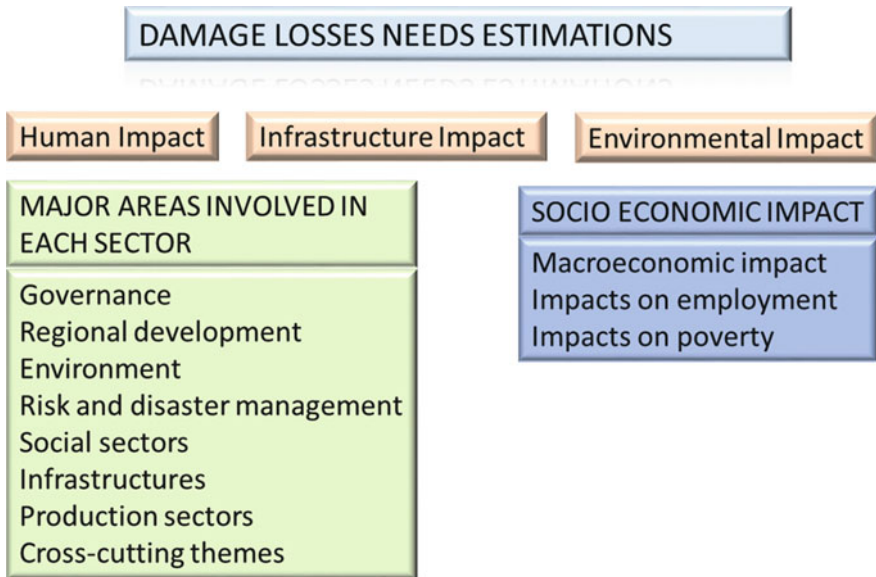 DAMAGE LOSSES NEEDS ESTIMATIONS
Human Impact
Infrastructure Impact
Environmental Impact
MAJOR AREAS INVOLVED IN
EACH SECTOR
Governance
Regional development
Environment
Risk and disaster management
Social sectors
Infrastructures
Production sectors
Cross-cutting themes
SOCIO ECONOMIC IMPACT
Macroeconomic impact
Impacts on employment
Impacts on poverty